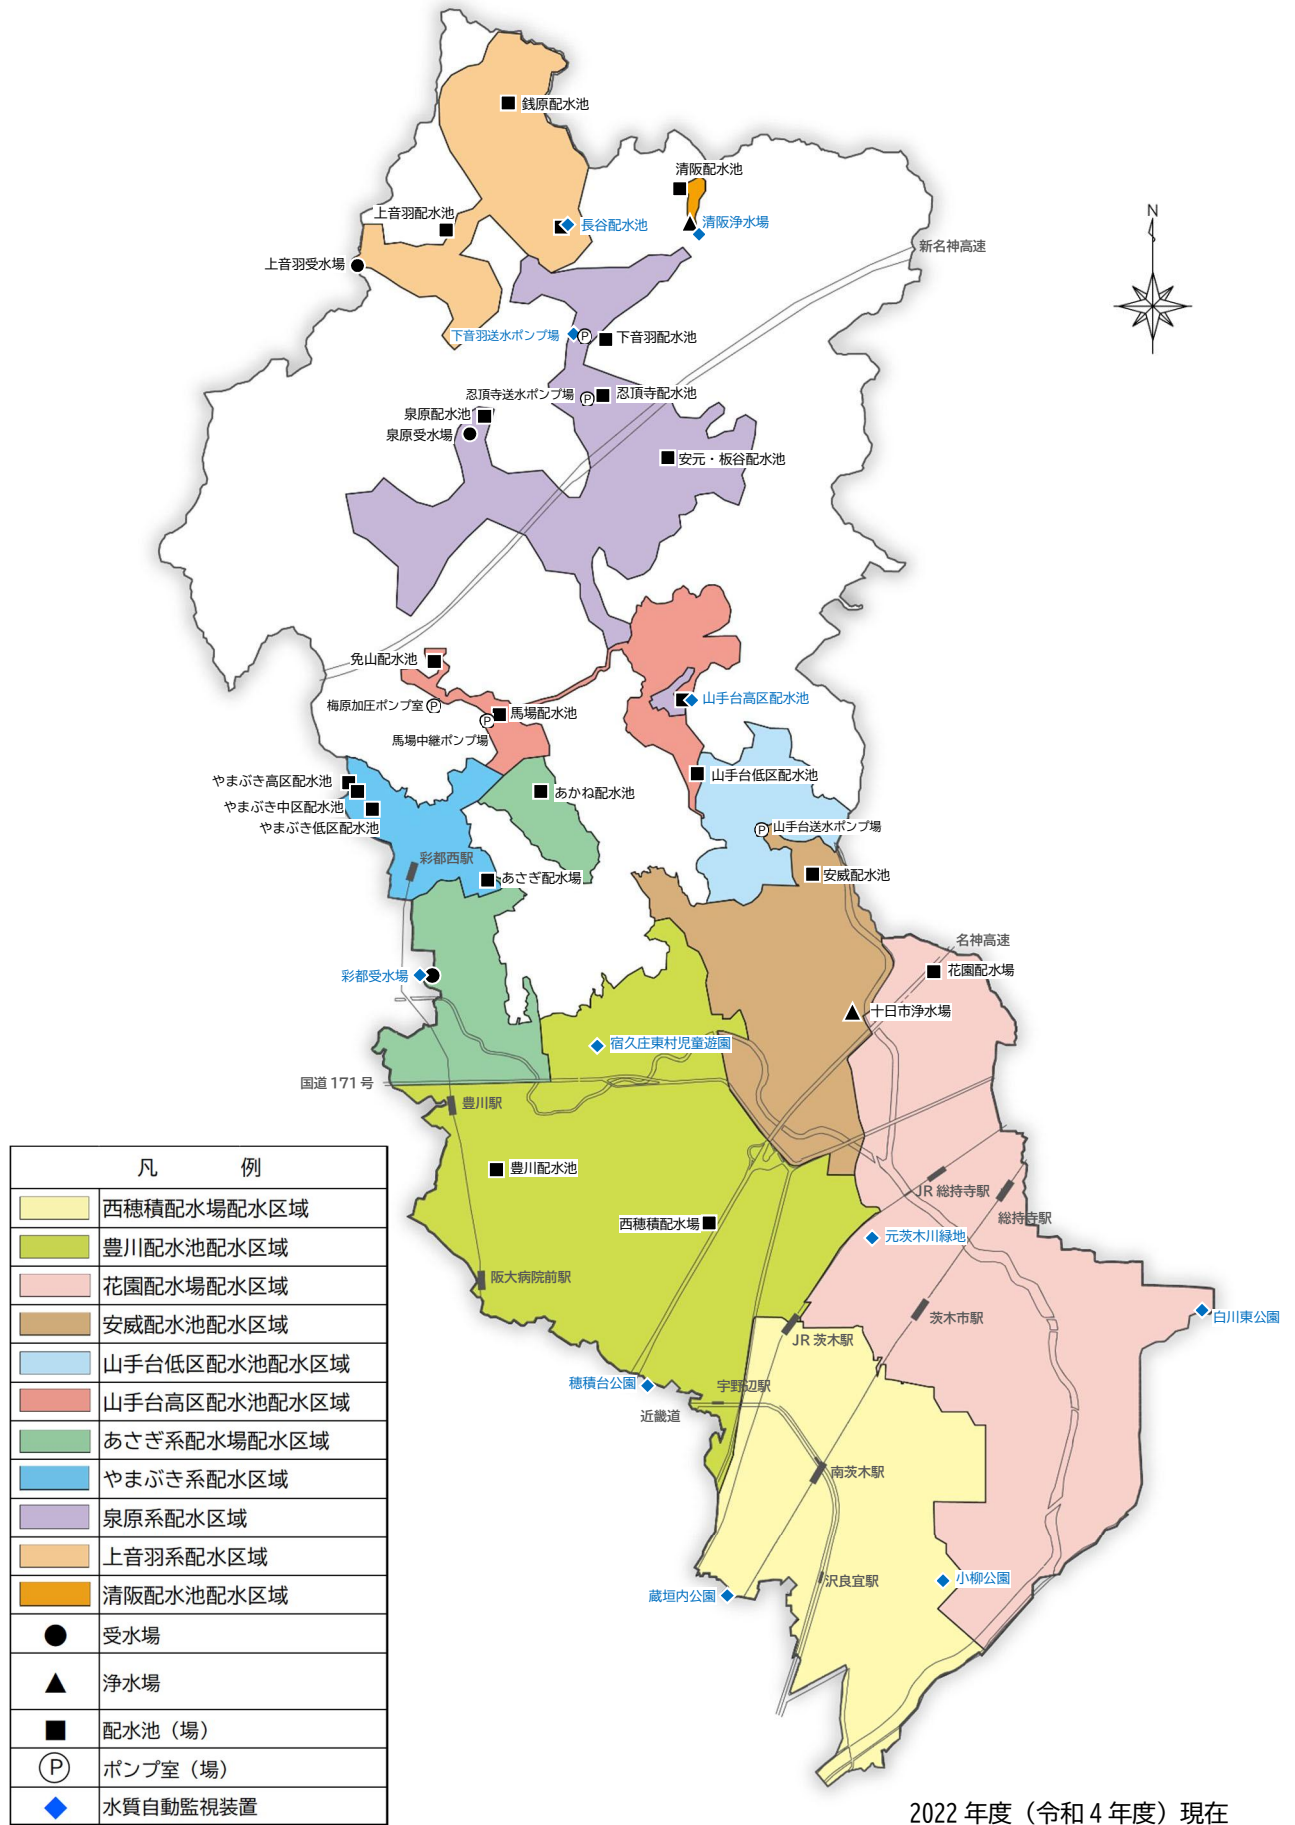 銭原配水池
清阪配水池
上音羽配水池
長谷配水池
清阪浄水場
N
新名神高速
上音羽受水場
下音羽送水ポンプ場
P
下音羽配水池
忍頂寺送水ポンプ場
P
忍頂寺配水池
泉原配水池
泉原受水場
安元・板谷配水池
免山配水池
梅原加圧ポンプ室
P
山手台高区配水池
馬場配水池
P
馬場中継ポンプ場
やまぶき高区配水池
あかね配水池
山手台低区配水池
やまぶき中区配水池
やまぶき低区配水池
P
山手台送水ポンプ場
彩都西駅
あさぎ配水場
安威配水池
名神高速
彩都受水場
花園配水場
十日市浄水場
宿久庄東村児童遊園
国道 171 号
豊川駅
豊川配水池
JR 総持寺駅
西穂積配水場
総持寺駅
元茨木川緑地
阪大病院前駅
茨木市駅
白川東公園
JR 茨木駅
穂積台公園
宇野辺駅
近畿道
南茨木駅
沢良宜駅
小柳公園
蔵垣内公園
凡 例
西穂積配水場配水区域
豊川配水池配水区域
花園配水場配水区域
安威配水池配水区域
山手台低区配水池配水区域
山手台高区配水池配水区域
あさぎ系配水場配水区域
やまぶき系配水区域
泉原系配水区域
上音羽系配水区域
清阪配水池配水区域
受水場
浄水場
配水池（場）
P ポンプ室（場）
水質自動監視装置
2022 年度（令和 4 年度）現在